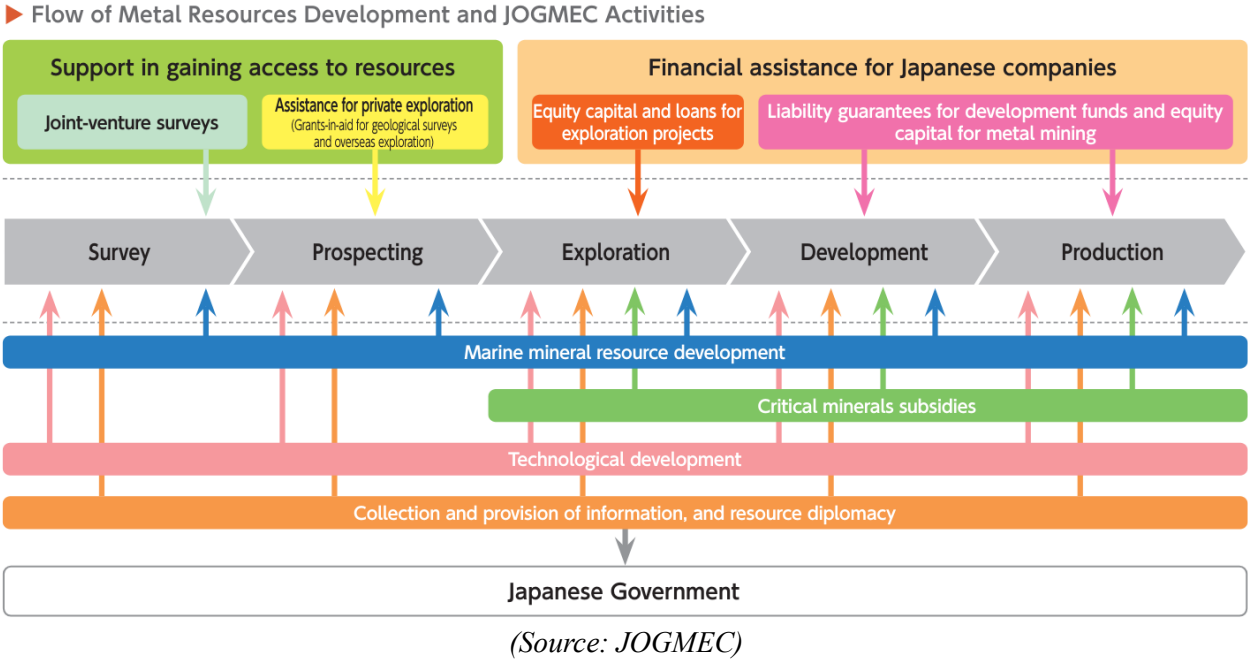 Flow of Metal Resources Development and JOGMEC Activities
Support in gaining access to resources
Joint-venture surveys
Assistance for private exploration
(Grants-in-aid for geological surveys
and overseas exploration)
Financial assistance for Japanese companies
Equity capital and loans for
exploration projects
Liability guarantees for development funds and equity
capital for metal mining
Survey
Prospecting
Exploration
Development
Production
Marine mineral resource development
Critical minerals subsidies
Technological development
Collection and provision of information, and resource diplomacy
Japanese Government
(Source: JOGMEC)